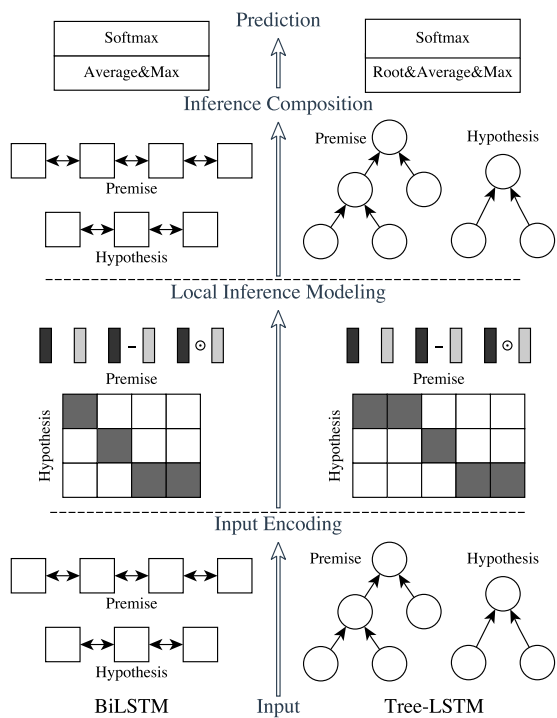 Prediction
Softmax
Average&Max
Softmax
Root&Average&Max
Inference Composition
Premise
Hypothesis
Premise
Hypothesis
Local Inference Modeling
–
⊙
–
⊙
Premise
Hypothesis
Premise
Hypothesis
Input Encoding
Premise
Hypothesis
Premise
Hypothesis
BiLSTM
Input
Tree-LSTM